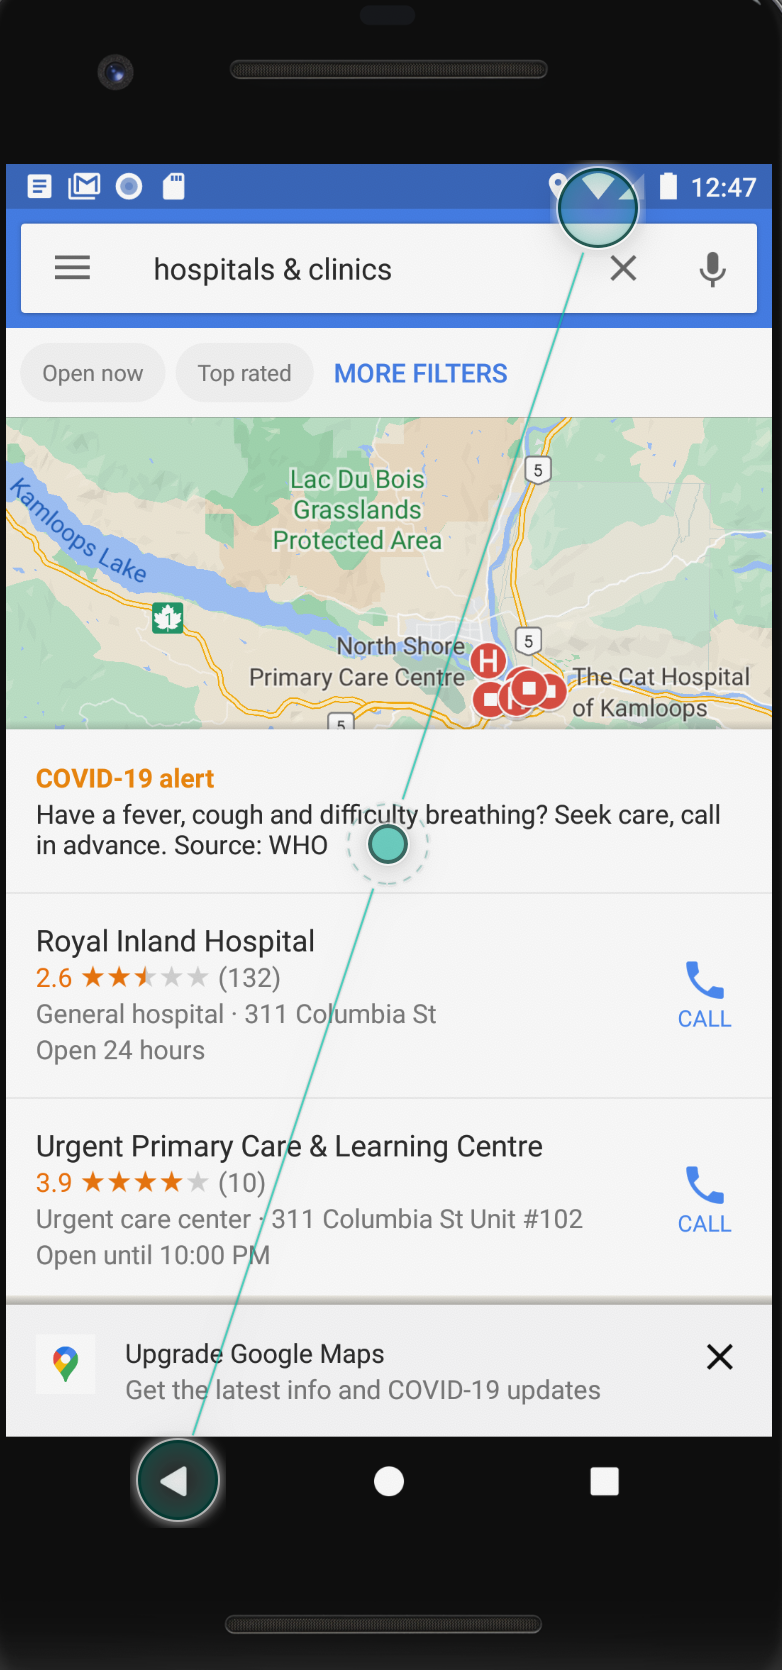 12:47
hospitals & clinics
Open now Top rated MORE FILTERS
5
Lac Du Bois
Grasslands
Protected Area
Kamloops Lake
1
5
North Shore
Primary Care Centre
H
The Cat Hospital
of Kamloops
5
COVID-19 alert
Have a fever, cough and difficulty breathing? Seek care, call
in advance. Source: WHO
Royal Inland Hospital
2.6 (132)
General hospital · 311 Columbia St
Open 24 hours
CALL
Urgent Primary Care & Learning Centre
3.9 (10)
Urgent care center · 311 Columbia St Unit #102
Open until 10:00 PM
CALL
Upgrade Google Maps
Get the latest info and COVID-19 updates